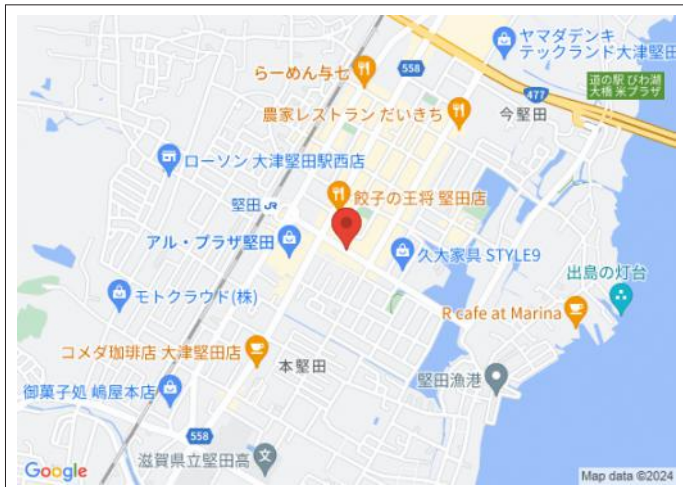 ヤマダデンキ
テックランド大津堅田
らーめん与七
558
道の駅 びわ湖
大橋 米プラザ
477
農家レストラン だいきち
今堅田
ローソン 大津堅田駅西店
餃子の王将 堅田店
堅田
アル・プラザ堅田
久大家具 STYLE9
出島の灯台
モトクラウド(株)
R cafe at Marina
コメダ珈琲店 大津堅田店
本堅田
堅田漁港
御菓子処 嶋屋本店
558
滋賀県立堅田高
Google
Map data ©2024